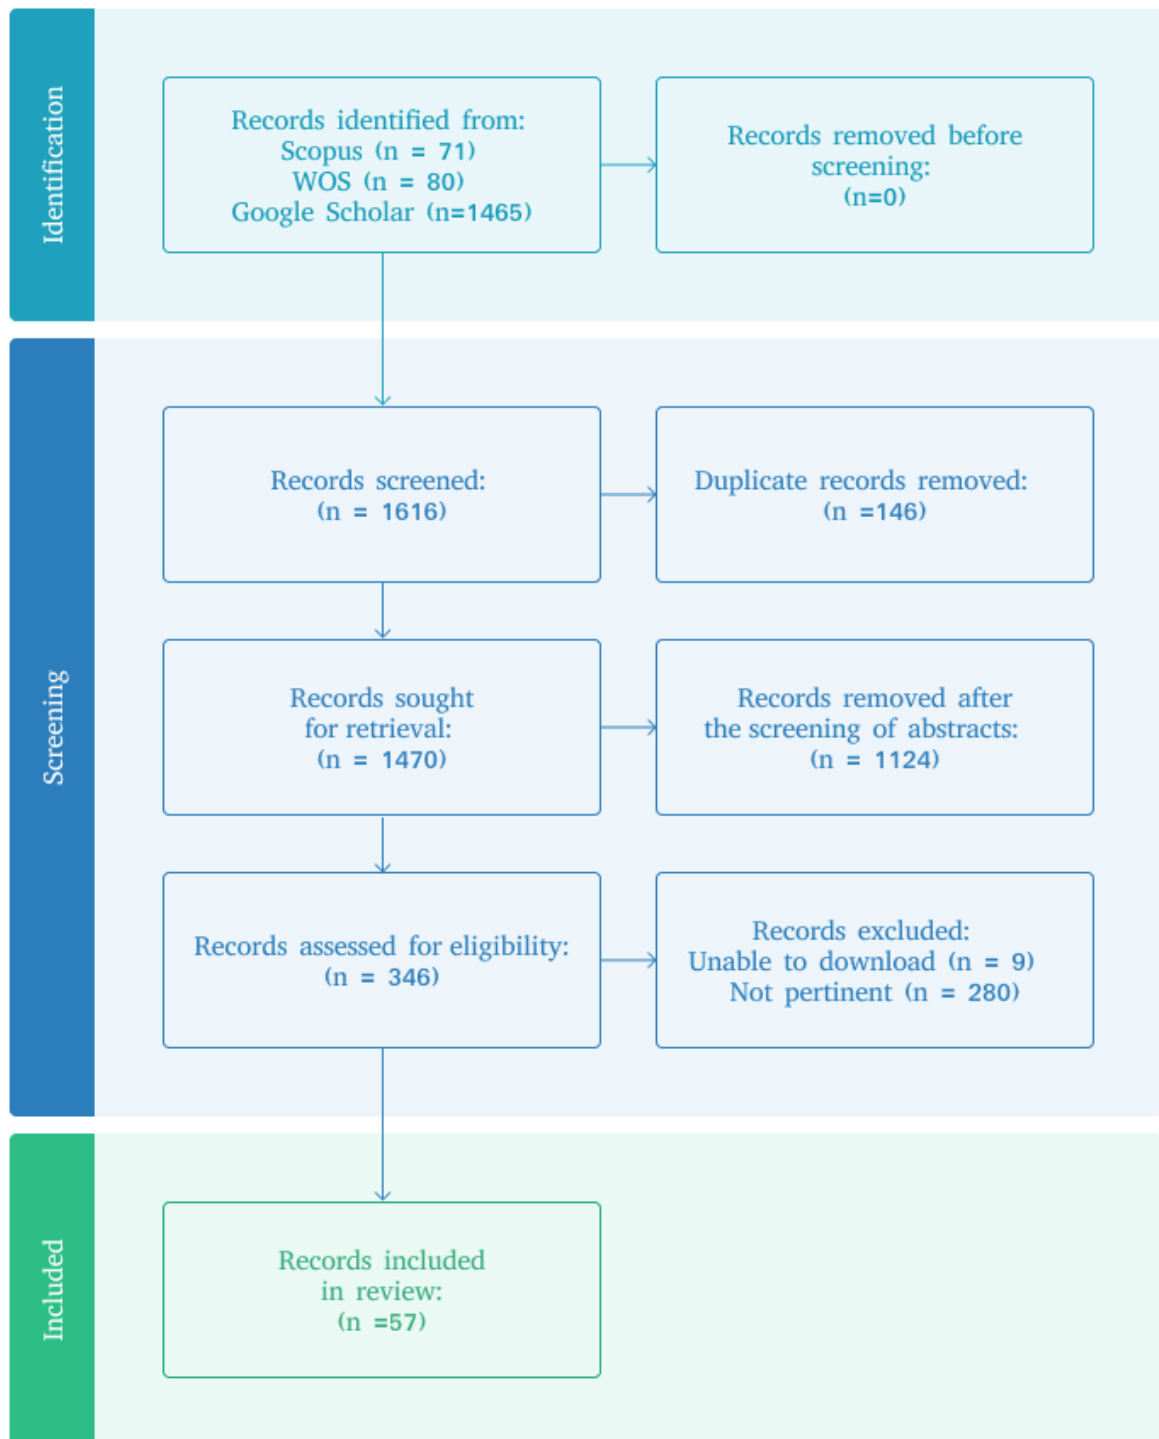 Identification
Records identified from:
Scopus (n = 71)
WOS (n = 80)
Google Scholar (n=1465)
Records removed before
screening:
(n=0)
Screening
Records screened:
(n = 1616)
Duplicate records removed:
(n =146)
Records sought
for retrieval:
(n = 1470)
Records removed after
the screening of abstracts:
(n = 1124)
Records assessed for eligibility:
(n = 346)
Records excluded:
Unable to download (n = 9)
Not pertinent (n = 280)
Included
Records included
in review:
(n =57)